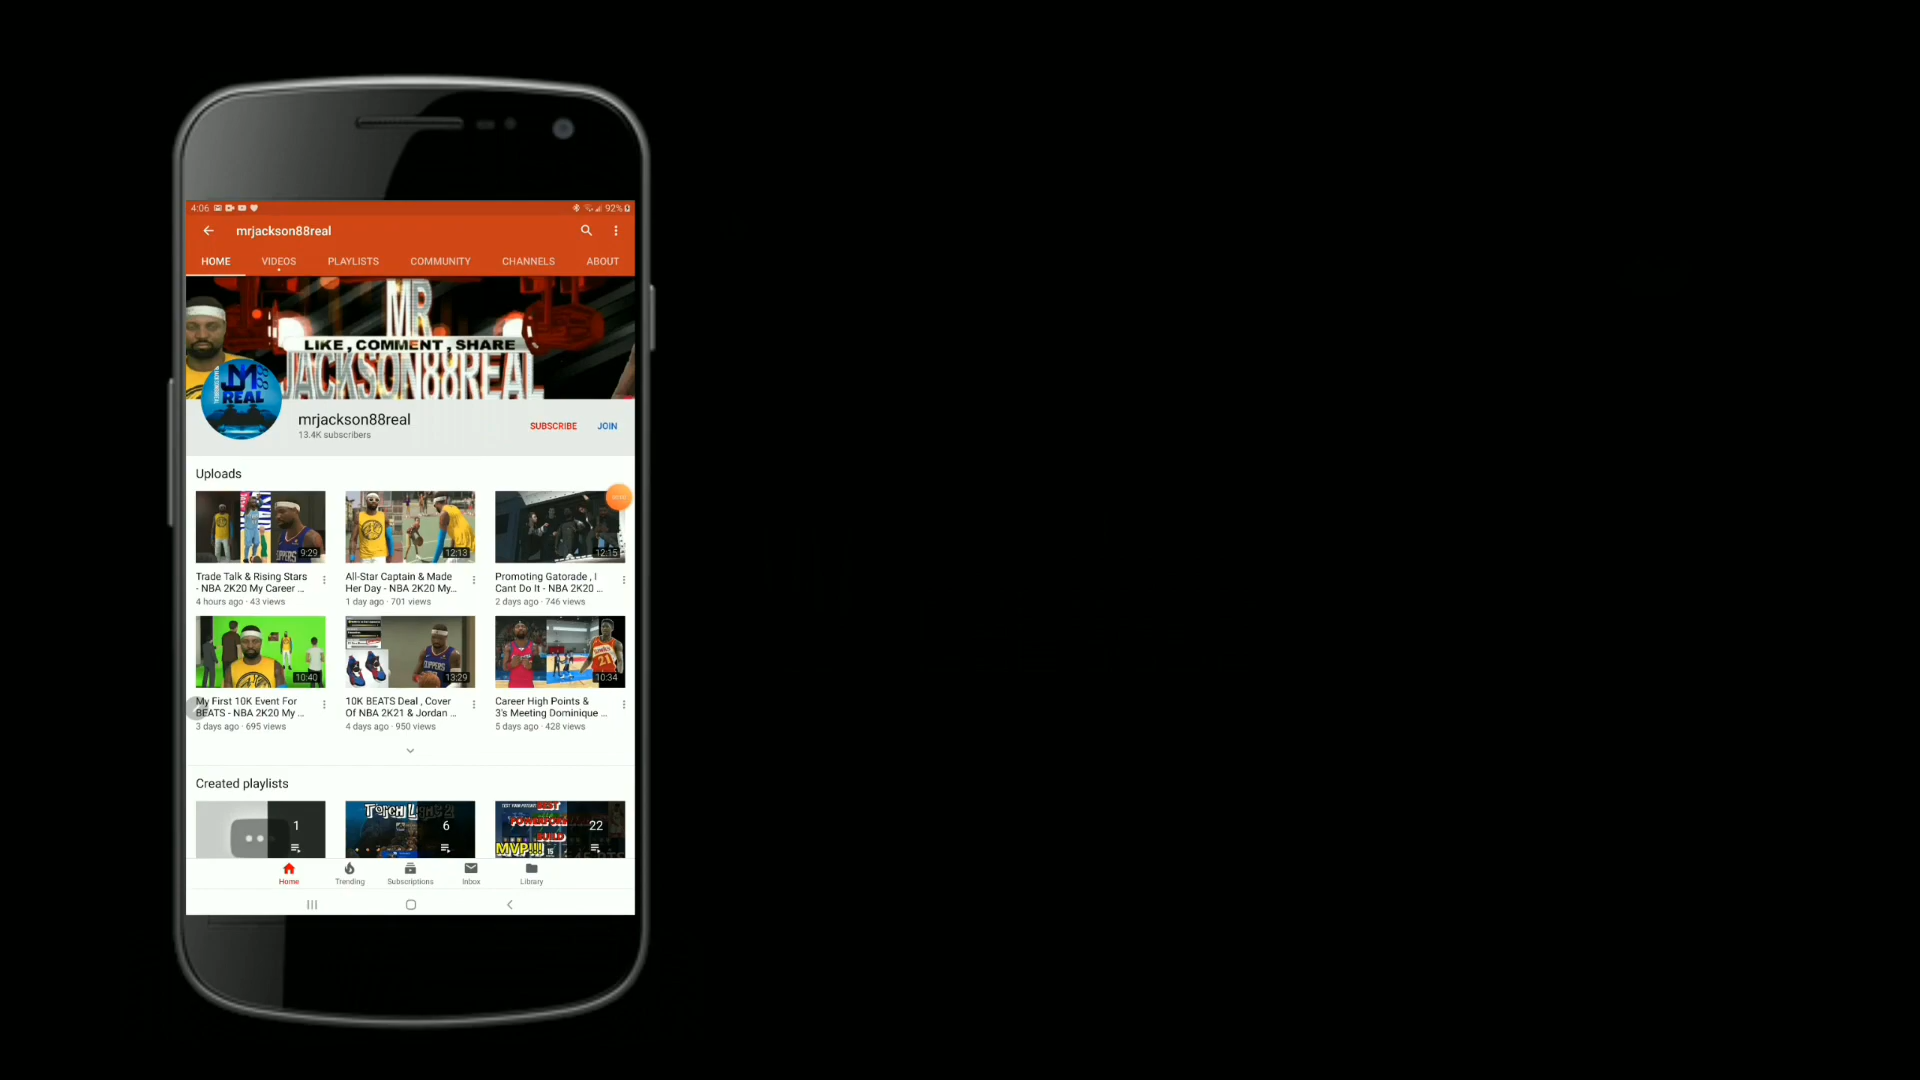 4:06
92%
mrjackson88real
HOME VIDEOS PLAYLISTS COMMUNITY CHANNELS ABOUT
MR
LIKE , COMMENT , SHARE
JACKSON88REAL
REAL
mrjackson88real
13.4K subscribers
SUBSCRIBE JOIN
Uploads
9:29
12:13
12:15
Trade Talk & Rising Stars
- NBA 2K20 My Career ...
4 hours ago · 43 views
All-Star Captain & Made
Her Day - NBA 2K20 My...
1 day ago · 701 views
Promoting Gatorade , I
Cant Do It - NBA 2K20 ...
2 days ago · 746 views
10:40
CLIPPERS
13:29
21
10:34
My First 10K Event For
BEATS - NBA 2K20 My ...
3 days ago · 695 views
10K BEATS Deal , Cover
Of NBA 2K21 & Jordan ...
4 days ago · 950 views
Career High Points &
3's Meeting Dominique ...
5 days ago · 428 views
Created playlists
1
6
BEST
POWERFORWARD
BUILD
MVP!!!
22
Home Trending Subscriptions Inbox Library